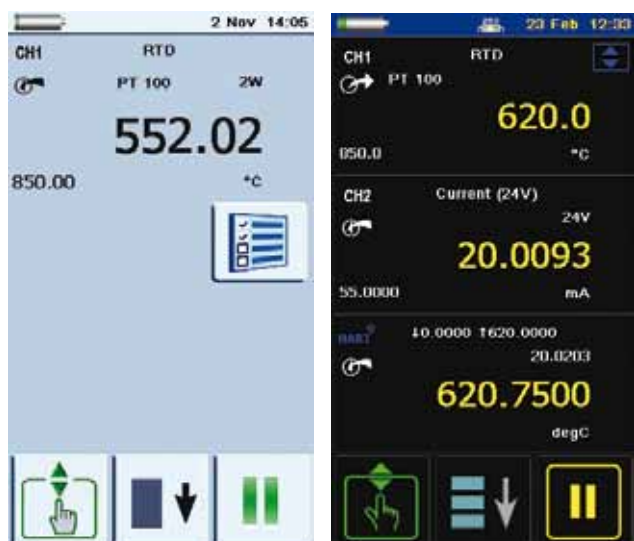 2 Nov 14:05
CH1 RTD
PT 100 2W
552.02
850.00 °C
23 Feb 12:33
CH1 RTD
PT 100
620.0
850.0 °C
CH2 Current (24V)
24V
20.0093
55.0000 mA
HART ↓0.0000 ↑620.0000
20.0203
620.7500
degC